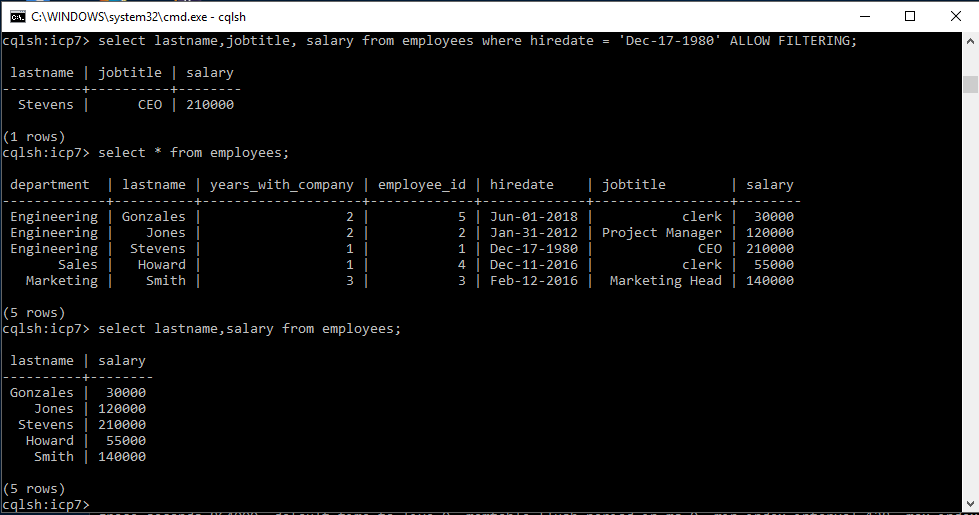 C:\WINDOWS\system32\cmd.exe - cqlsh
cqlsh:icp7> select lastname,jobtitle, salary from employees where hiredate = 'Dec-17-1980' ALLOW FILTERING;
 lastname | jobtitle | salary
----------+----------+--------
  Stevens |      CEO | 210000
(1 rows)
cqlsh:icp7> select * from employees;
 department  | lastname | years_with_company | employee_id | hiredate    | jobtitle        | salary
-------------+----------+--------------------+-------------+-------------+-----------------+--------
 Engineering | Gonzales |                  2 |           5 | Jun-01-2018 |           clerk |  30000
 Engineering |    Jones |                  2 |           2 | Jan-31-2012 | Project Manager | 120000
 Engineering |  Stevens |                  1 |           1 | Dec-17-1980 |             CEO | 210000
       Sales |   Howard |                  1 |           4 | Dec-11-2016 |           clerk |  55000
   Marketing |    Smith |                  3 |           3 | Feb-12-2016 |  Marketing Head | 140000
(5 rows)
cqlsh:icp7> select lastname,salary from employees;
 lastname | salary
----------+--------
 Gonzales |  30000
    Jones | 120000
  Stevens | 210000
   Howard |  55000
    Smith | 140000
(5 rows)
cqlsh:icp7>